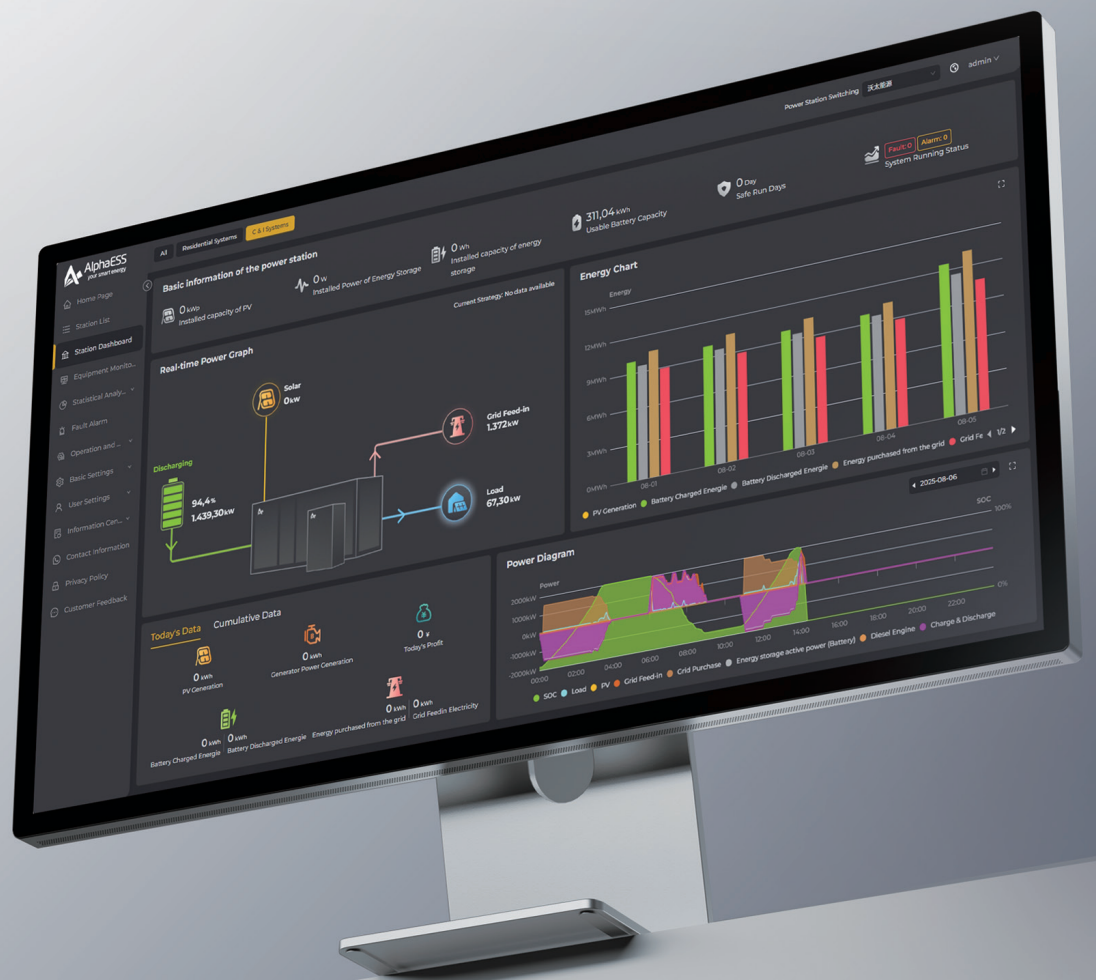 AlphaESS
your smart energy
Home Page
Station List
Station Dashboard
Equipment Monito...
Statistical Analy...
Fault Alarm
Operation and ...
Basic Settings
User Settings
Information Cen...
Contact information
Privacy Policy
Customer Feedback
All
Residential Systems
C & I Systems
Power Station Switching
沃太能源
admin
Basic information of the power station
0 kWp
Installed capacity of PV
0 W
Installed Power of Energy Storage
0 Wh
Installed capacity of energy
storage
311,04 kWh
Usable Battery Capacity
0 Day
Safe Run Days
Fault: 0
Alarm: 0
System Running Status
Real-time Power Graph
Current Strategy: No data available
Solar
0kw
Grid Feed-in
1.372kw
Discharging
94,4%
1.439,30kw
Load
67,30kw
Energy Chart
Energy
15MWh
12MWh
9MWh
6MWh
3MWh
0MWh
08-01
08-02
08-03
08-04
08-05
PV Generation
Battery Charged Energie
Battery Discharged Energie
Energy purchased from the grid
Grid Fe
1/2
Today's Data
Cumulative Data
0 kWh
PV Generation
0 kWh
Generator Power Generation
0 ¥
Today's Profit
0 kWh
0 kWh
Battery Charged Energie
Battery Discharged Energie
0 kWh
0 kWh
Energy purchased from the grid
Grid Feedin Electricity
Power Diagram
2025-08-06
Power
SOC
2000kW
1000kW
0kW
-1000kW
-2000kW
100%
0%
00:00
02:00
04:00
06:00
08:00
10:00
12:00
14:00
16:00
18:00
20:00
22:00
SOC
Load
PV
Grid Feed-in
Grid Purchase
Energy storage active power (Battery)
Diesel Engine
Charge & Discharge